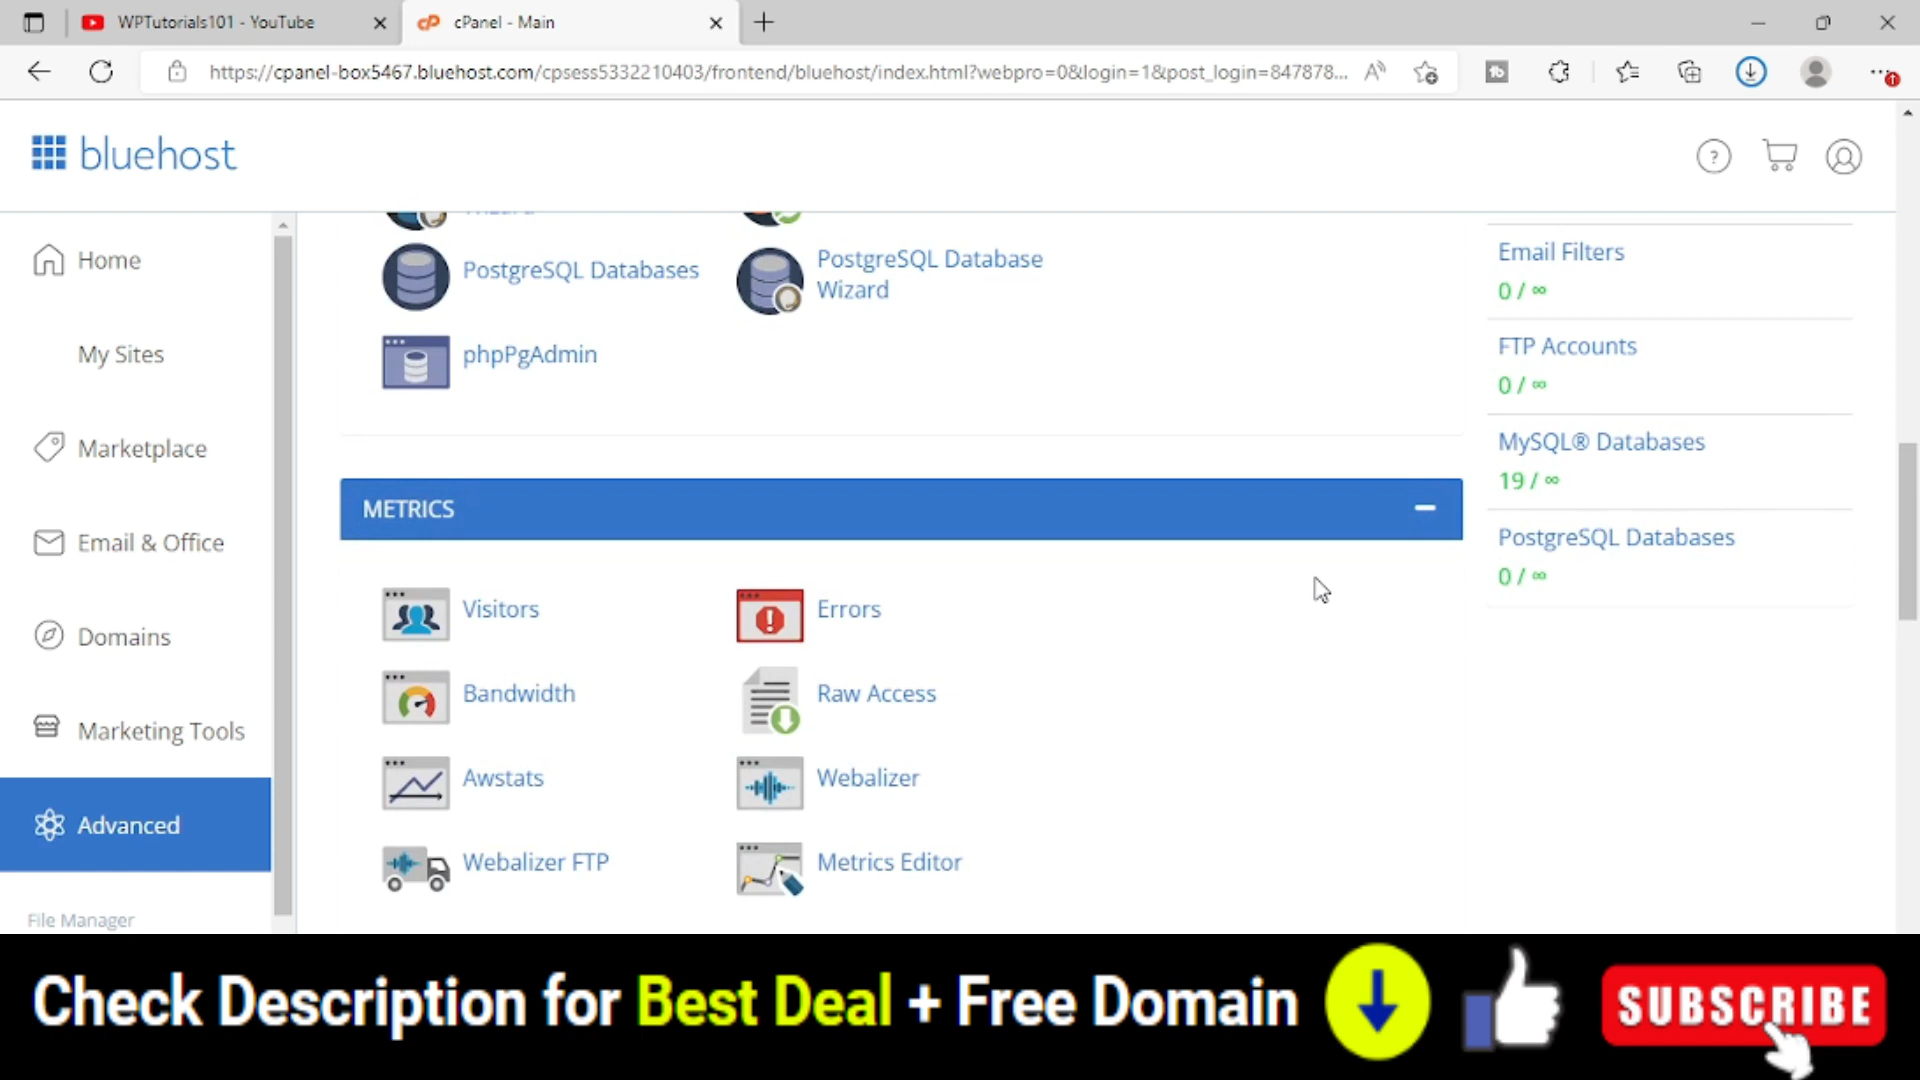 WPTutorials101 - YouTube
cPanel - Main
https://cpanel-box5467.bluehost.com/cpsess5332210403/frontend/bluehost/index.html?webpro=0&login=1&post_login=847878...
bluehost
Home
My Sites
Marketplace
Email & Office
Domains
Marketing Tools
Advanced
File Manager
PostgreSQL Databases
PostgreSQL Database
Wizard
phpPgAdmin
METRICS
Visitors
Errors
Bandwidth
Raw Access
Awstats
Webalizer
Webalizer FTP
Metrics Editor
Email Filters
0 / ∞
FTP Accounts
0 / ∞
MySQL® Databases
19 / ∞
PostgreSQL Databases
0 / ∞
Check Description for Best Deal + Free Domain
SUBSCRIBE